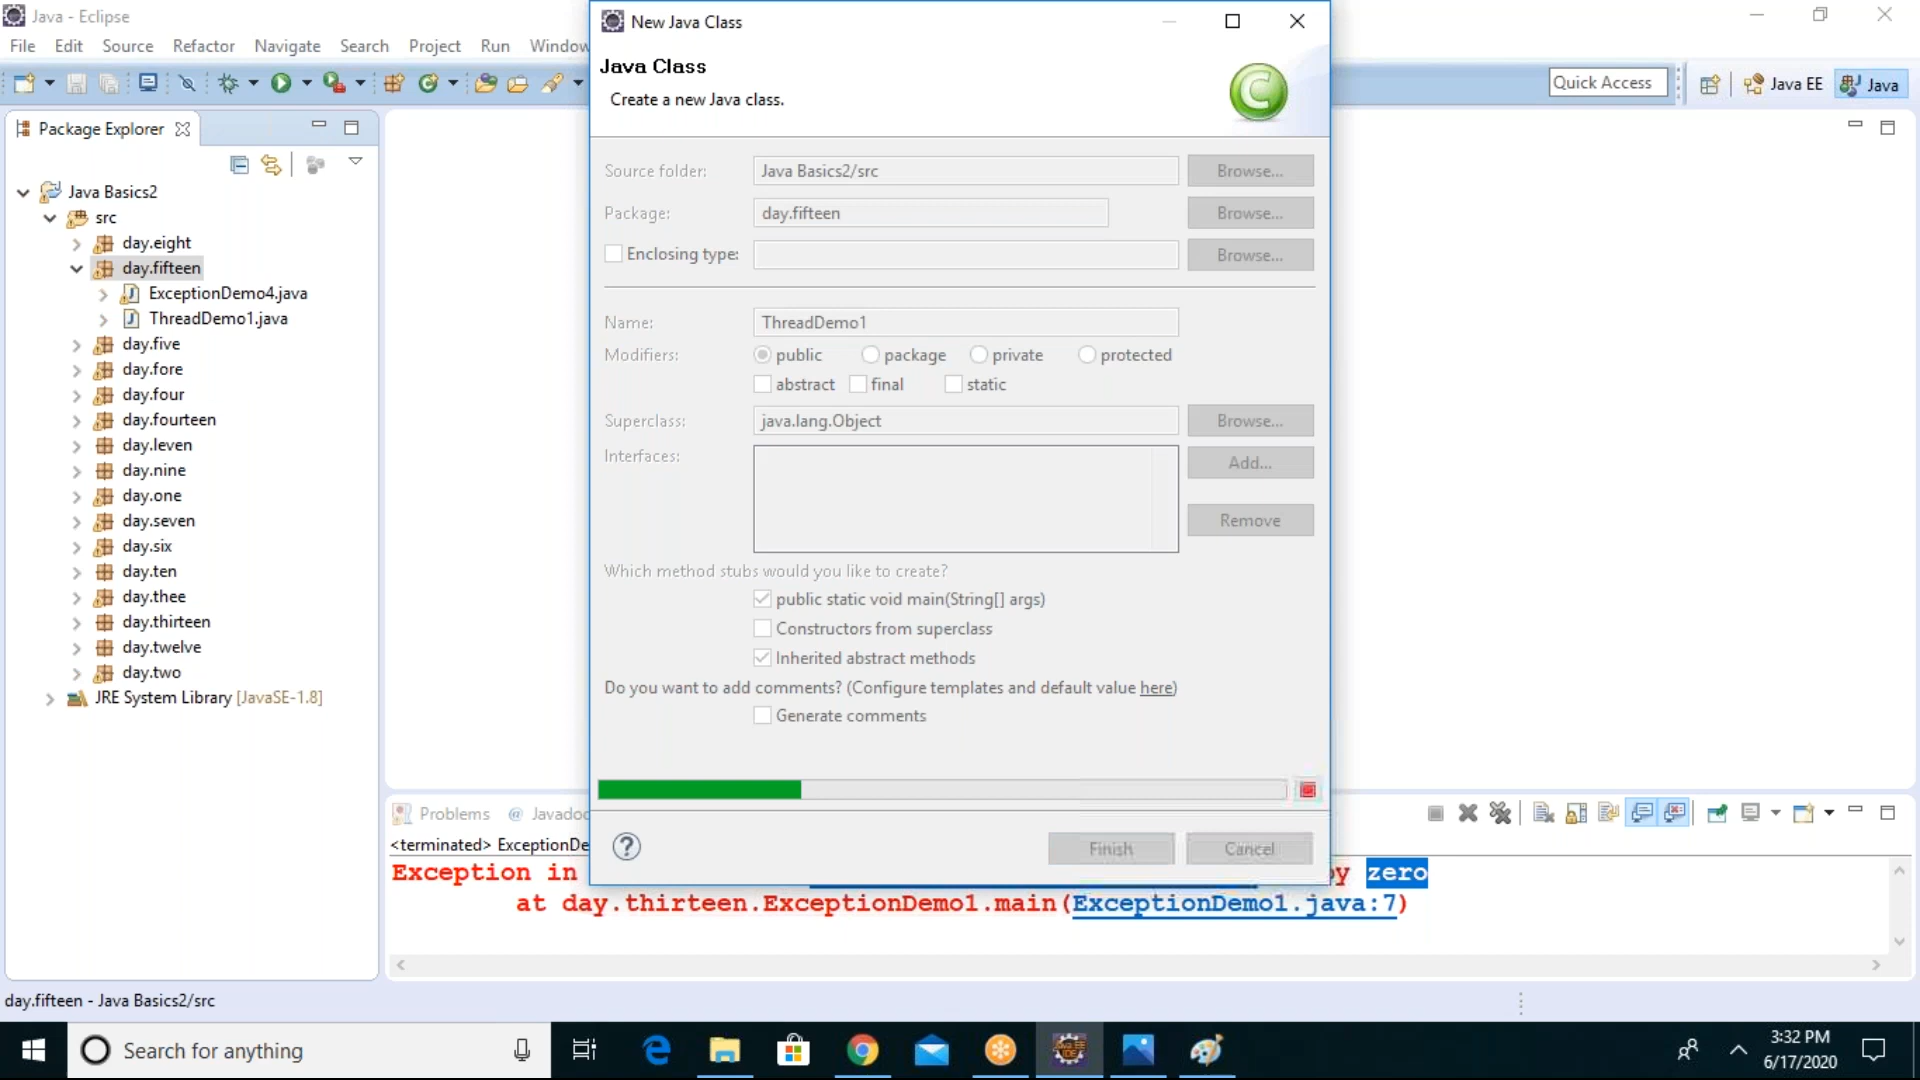 Java - Eclipse
File Edit Source Refactor Navigate Search Project Run Window
Quick Access
Java EE
Java
Package Explorer
Java Basics2
src
day.eight
day.fifteen
ExceptionDemo4.java
ThreadDemo1.java
day.five
day.fore
day.four
day.fourteen
day.leven
day.nine
day.one
day.seven
day.six
day.ten
day.thee
day.thirteen
day.twelve
day.two
JRE System Library [JavaSE-1.8]
New Java Class
Java Class
Create a new Java class.
C
Source folder: Java Basics2/src Browse...
Package: day.fifteen Browse...
Enclosing type: Browse...
Name: ThreadDemo1
Modifiers: public package private protected
abstract final static
Superclass: java.lang.Object Browse...
Interfaces: Add...
Remove
Which method stubs would you like to create?
public static void main(String[] args)
Constructors from superclass
Inherited abstract methods
Do you want to add comments? (Configure templates and default value here)
Generate comments
? Finish Cancel
Problems @ Javadoc
<terminated> ExceptionDe
Exception in y zero
at day.thirteen.ExceptionDemo1.main(ExceptionDemo1.java:7)
day.fifteen - Java Basics2/src
Search for anything
3:32 PM
6/17/2020